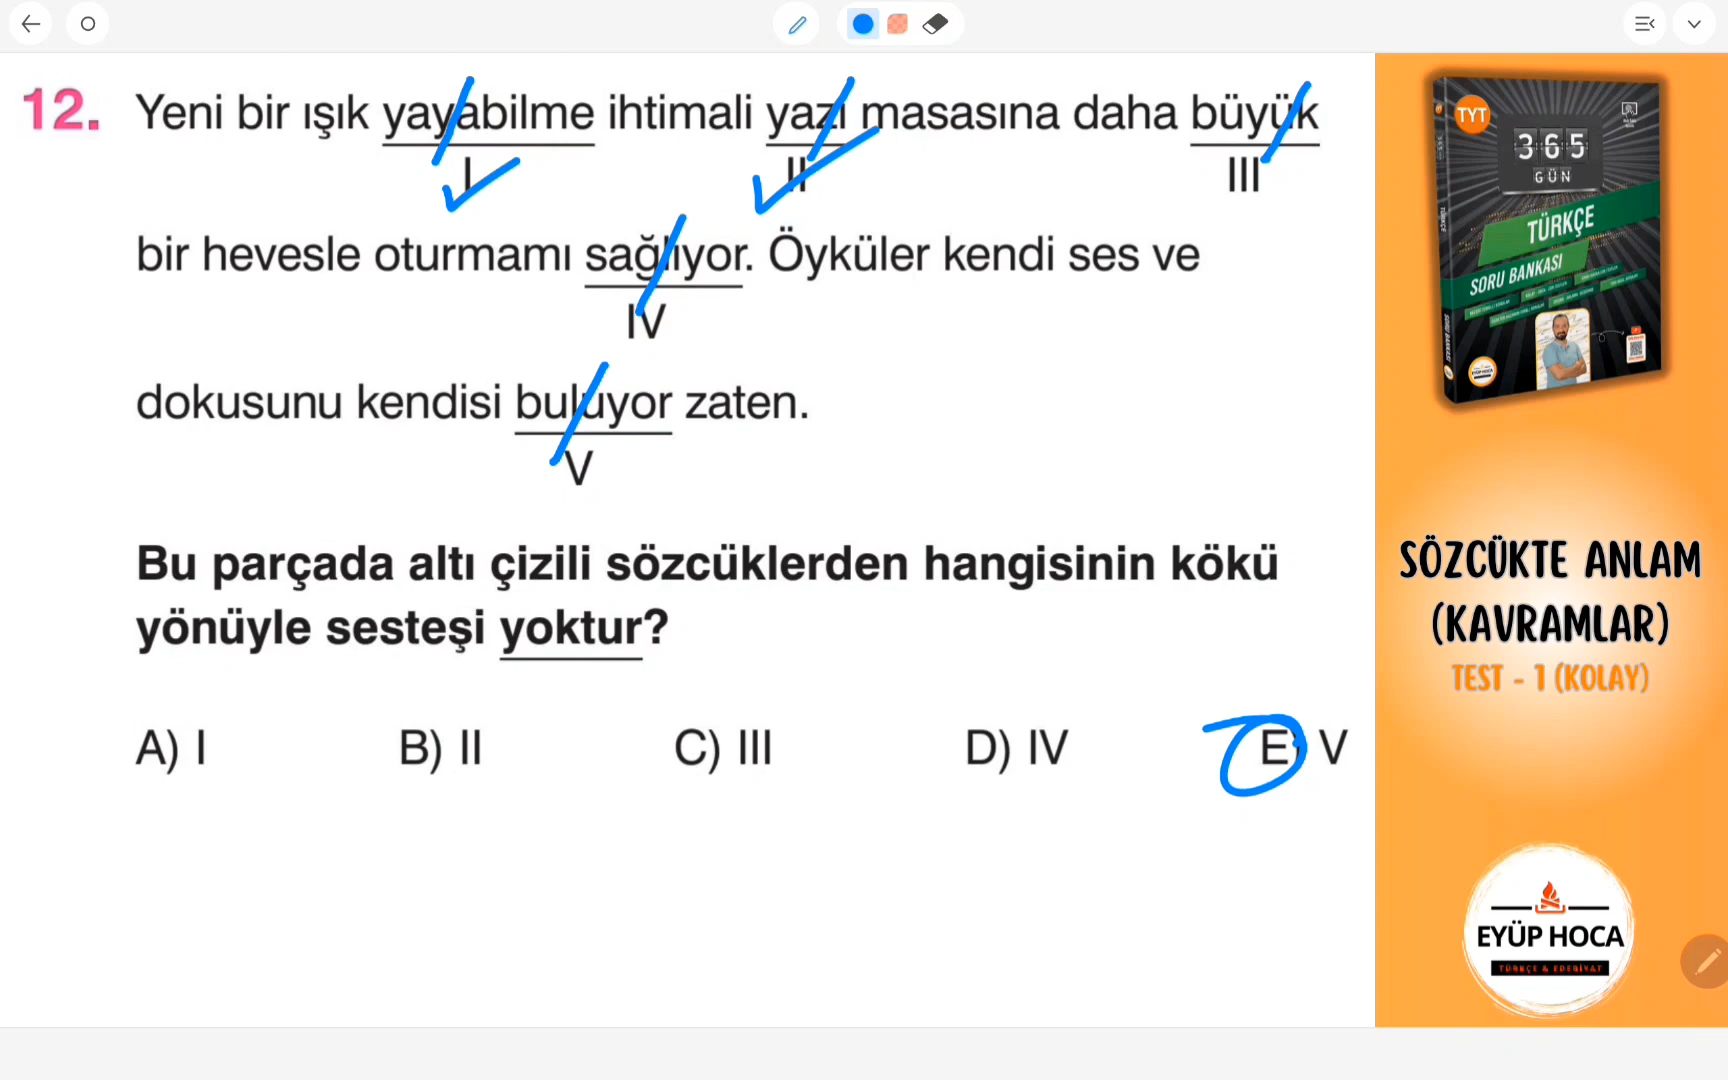 12. Yeni bir ışık yayabilme ihtimali yazı masasına daha büyük
I II III
bir hevesle oturmamı sağlıyor. Öyküler kendi ses ve
IV
dokusunu kendisi buluyor zaten.
V
Bu parçada altı çizili sözcüklerden hangisinin kökü
yönüyle sesteşi yoktur?
A) I B) II C) III D) IV E) V
TYT
365
GÜN
TÜRKÇE
SORU BANKASI
SÖZCÜKTE ANLAM
(KAVRAMLAR)
TEST - 1 (KOLAY)
EYÜP HOCA
TÜRKÇE & EDEBİYAT